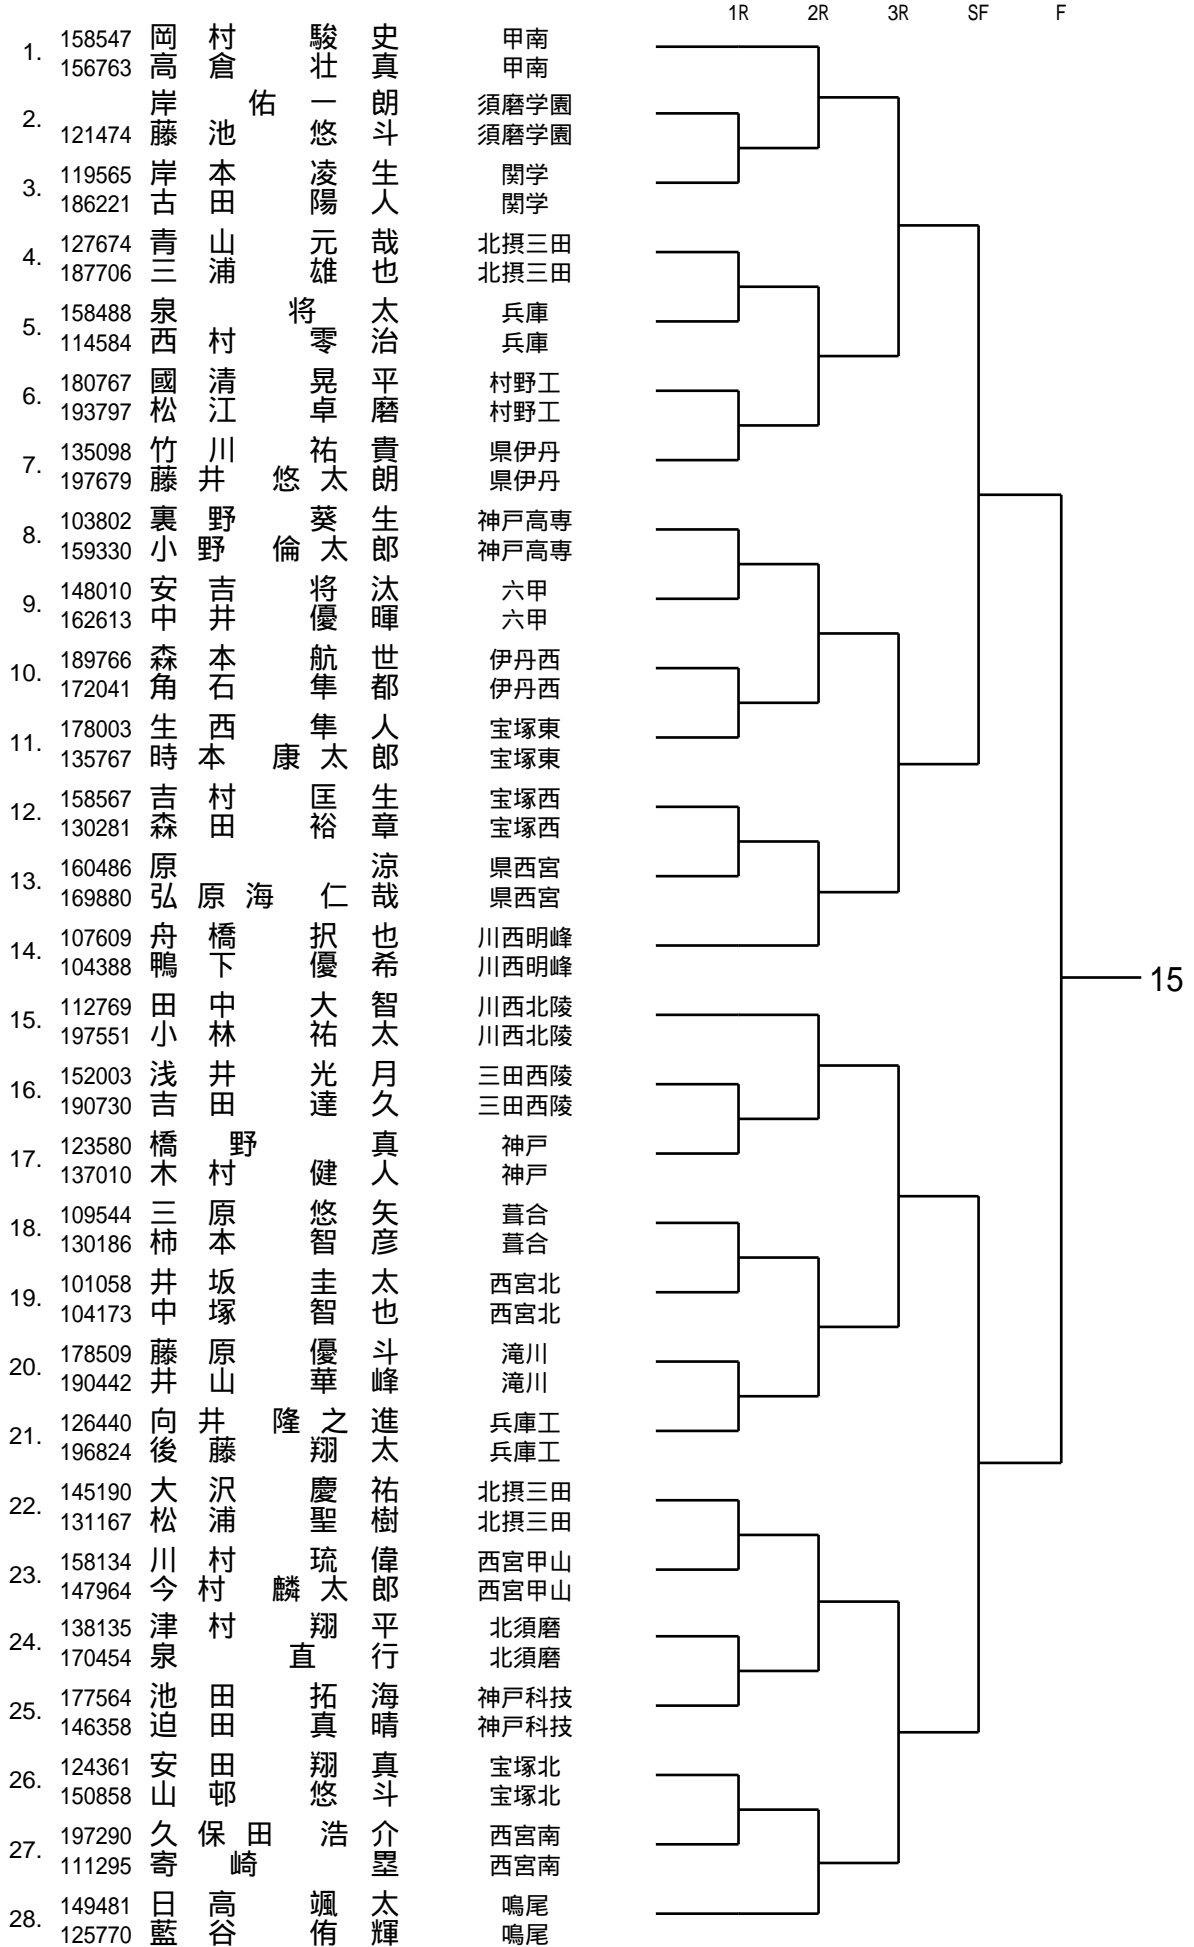 1R 2R 3R SF F
1. 158547 岡村 駿史 甲南
156763 高倉 壮真 甲南
2. 岸 佑一朗 須磨学園
121474 藤池 悠斗 須磨学園
3. 119565 岸本 凌生 関学
186221 古田 陽人 関学
4. 127674 青山 元哉 北摂三田
187706 三浦 雄也 北摂三田
5. 158488 泉 将太 兵庫
114584 西村 零治 兵庫
6. 180767 國清 晃平 村野工
193797 松江 卓磨 村野工
7. 135098 竹川 祐貴 県伊丹
197679 藤井 悠太朗 県伊丹
8. 103802 裏野 葵生 神戸高専
159330 小野 倫太郎 神戸高専
9. 148010 安吉 将汰 六甲
162613 中井 優暉 六甲
10. 189766 森本 航世 伊丹西
172041 角石 隼都 伊丹西
11. 178003 生西 隼人 宝塚東
135767 時本 康太郎 宝塚東
12. 158567 吉村 匡生 宝塚西
130281 森田 裕章 宝塚西
13. 160486 原 涼 県西宮
169880 弘原海 仁哉 県西宮
14. 107609 舟橋 択也 川西明峰
104388 鴨下 優希 川西明峰
15
15. 112769 田中 大智 川西北陵
197551 小林 祐太 川西北陵
16. 152003 浅井 光月 三田西陵
190730 吉田 達久 三田西陵
17. 123580 橋野 真 神戸
137010 木村 健人 神戸
18. 109544 三原 悠矢 葺合
130186 柿本 智彦 葺合
19. 101058 井坂 圭太 西宮北
104173 中塚 智也 西宮北
20. 178509 藤原 優斗 滝川
190442 井山 華峰 滝川
21. 126440 向井 隆之進 兵庫工
196824 後藤 翔太 兵庫工
22. 145190 大沢 慶祐 北摂三田
131167 松浦 聖樹 北摂三田
23. 158134 川村 琉偉 西宮甲山
147964 今村 麟太郎 西宮甲山
24. 138135 津村 翔平 北須磨
170454 泉 直行 北須磨
25. 177564 池田 拓海 神戸科技
146358 迫田 真晴 神戸科技
26. 124361 安田 翔真 宝塚北
150858 山邨 悠斗 宝塚北
27. 197290 久保田 浩介 西宮南
111295 寄崎 塁 西宮南
28. 149481 日高 颯太 鳴尾
125770 藍谷 侑輝 鳴尾